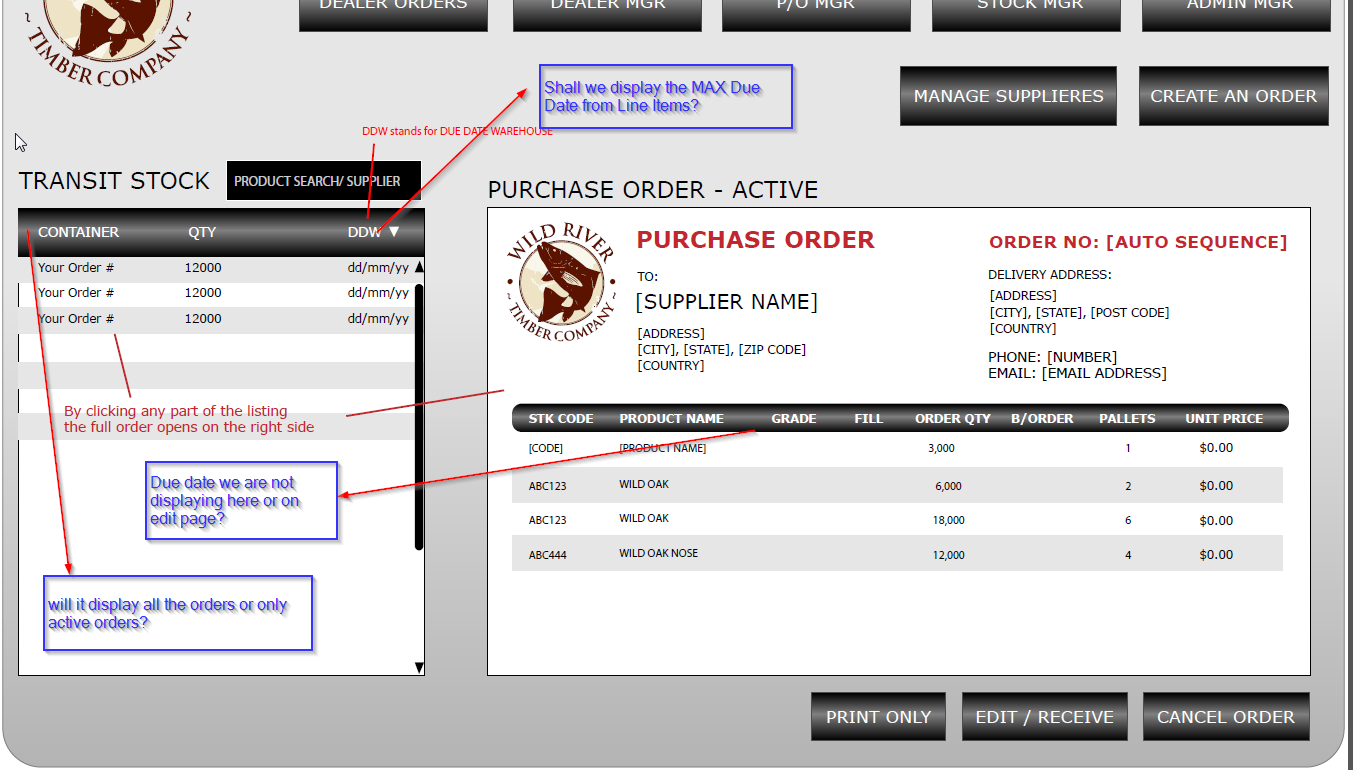 DEALER ORDERS
DEALER MGR
P/O MGR
STOCK MGR
ADMIN MGR
TIMBER COMPANY
Shall we display the MAX Due
Date from Line Items?
MANAGE SUPPLIERES
CREATE AN ORDER
DDW stands for DUE DATE WAREHOUSE
TRANSIT STOCK
PRODUCT SEARCH/ SUPPLIER
CONTAINER QTY DDW ▼
Your Order # 12000 dd/mm/yy
Your Order # 12000 dd/mm/yy
Your Order # 12000 dd/mm/yy
By clicking any part of the listing
the full order opens on the right side
Due date we are not
displaying here or on
edit page?
will it display all the orders or only
active orders?
PURCHASE ORDER - ACTIVE
WILD RIVER
TIMBER COMPANY
PURCHASE ORDER
TO:
[SUPPLIER NAME]
[ADDRESS]
[CITY], [STATE], [ZIP CODE]
[COUNTRY]
ORDER NO: [AUTO SEQUENCE]
DELIVERY ADDRESS:
[ADDRESS]
[CITY], [STATE], [POST CODE]
[COUNTRY]
PHONE: [NUMBER]
EMAIL: [EMAIL ADDRESS]
STK CODE PRODUCT NAME GRADE FILL ORDER QTY B/ORDER PALLETS UNIT PRICE
[CODE] [PRODUCT NAME] 3,000 1 $0.00
ABC123 WILD OAK 6,000 2 $0.00
ABC123 WILD OAK 18,000 6 $0.00
ABC444 WILD OAK NOSE 12,000 4 $0.00
PRINT ONLY
EDIT / RECEIVE
CANCEL ORDER